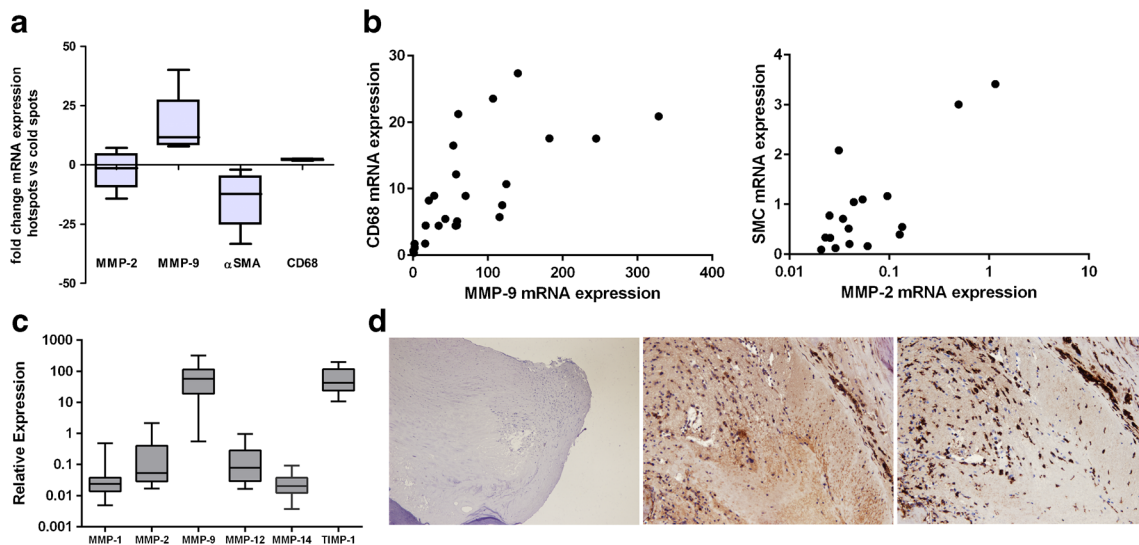 a
fold change mRNA expression
hotspots vs cold spots
50
25
0
-25
-50
MMP-2 MMP-9 αSMA CD68
b
CD68 mRNA expression
30
20
10
0
0 100 200 300 400
MMP-9 mRNA expression
SMC mRNA expression
4
3
2
1
0
0.01 0.1 1 10
MMP-2 mRNA expression
c
Relative Expression
1000
100
10
1
0.1
0.01
0.001
MMP-1 MMP-2 MMP-9 MMP-12 MMP-14 TIMP-1
d